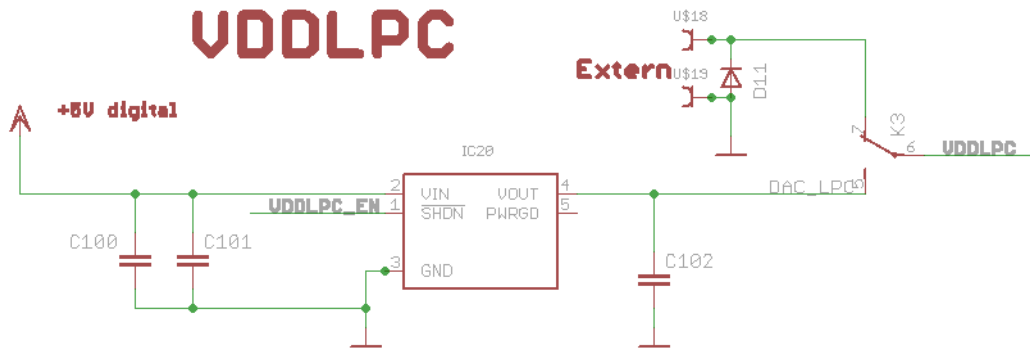 VDDLPC
U$18
Extern
U$19
D11
+5V digital
K3
7
6
VDDLPC
IC20
2
VIN
VOUT
4
DAC_LPC
5
VDDLPC_EN
1
SHDN
PWRGD
5
C100
C101
3
GND
C102